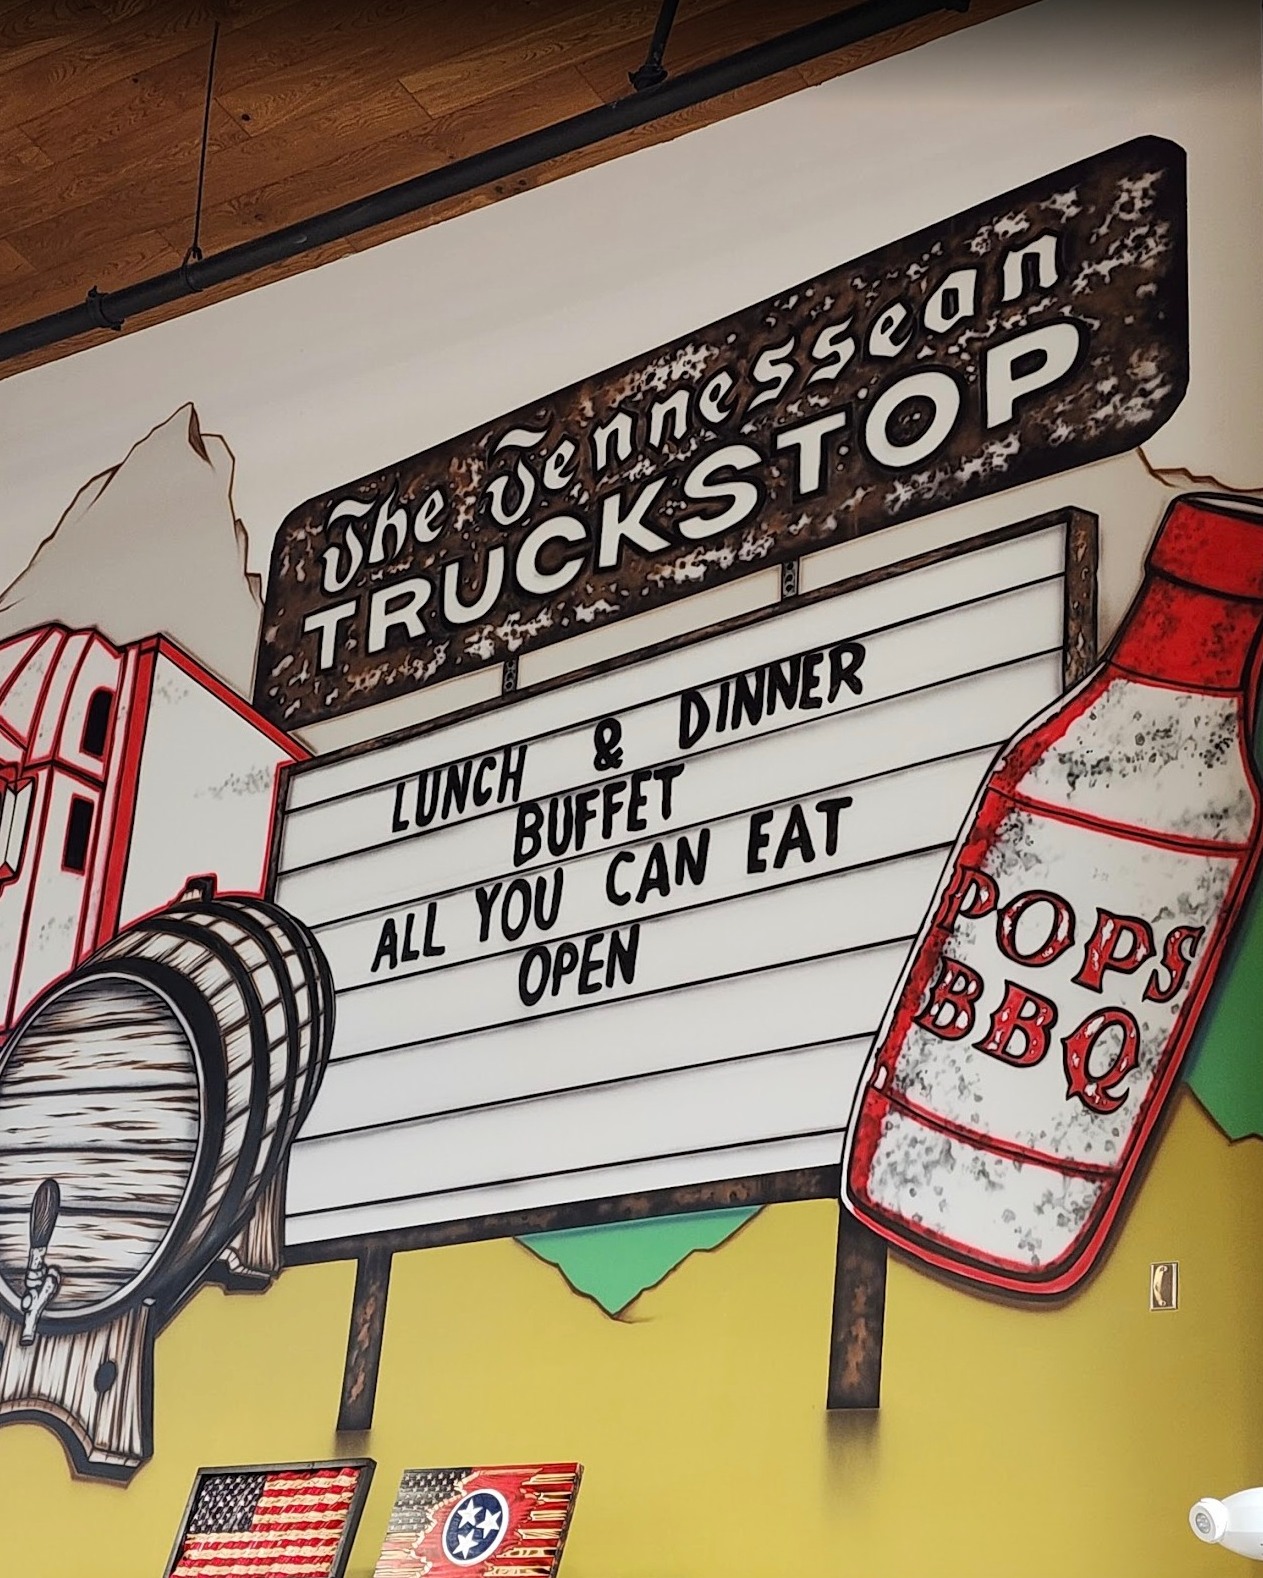 The Tennessean
TRUCKSTOP
LUNCH & DINNER
BUFFET
ALL YOU CAN EAT
OPEN
POPS
BBQ